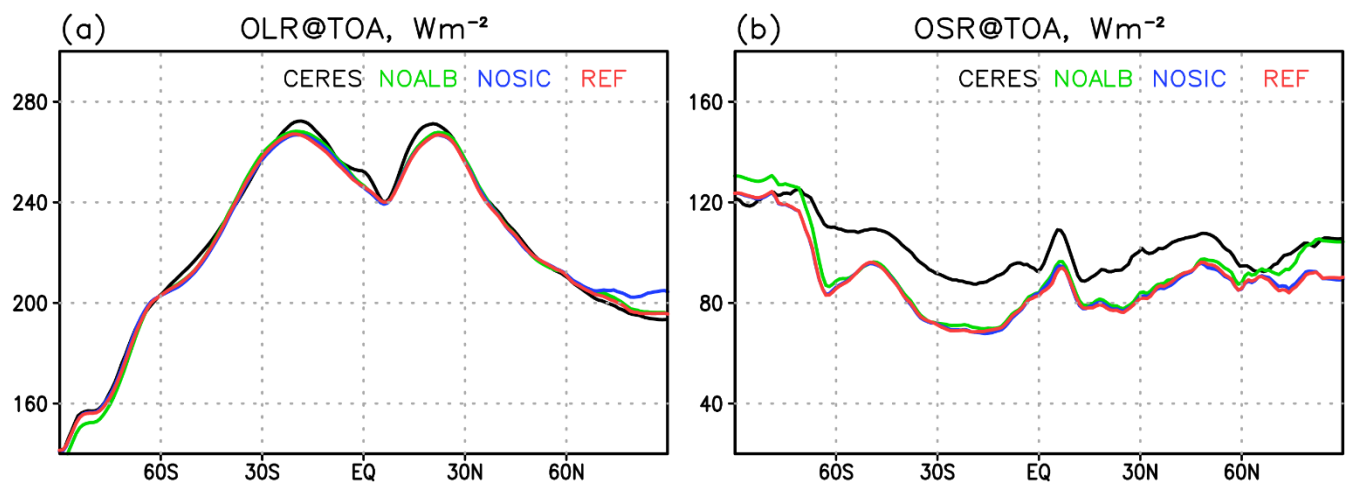 (a) OLR@TOA, Wm⁻²
CERES NOALB NOSIC REF
280
240
200
160
60S 30S EQ 30N 60N
(b) OSR@TOA, Wm⁻²
CERES NOALB NOSIC REF
160
120
80
40
60S 30S EQ 30N 60N